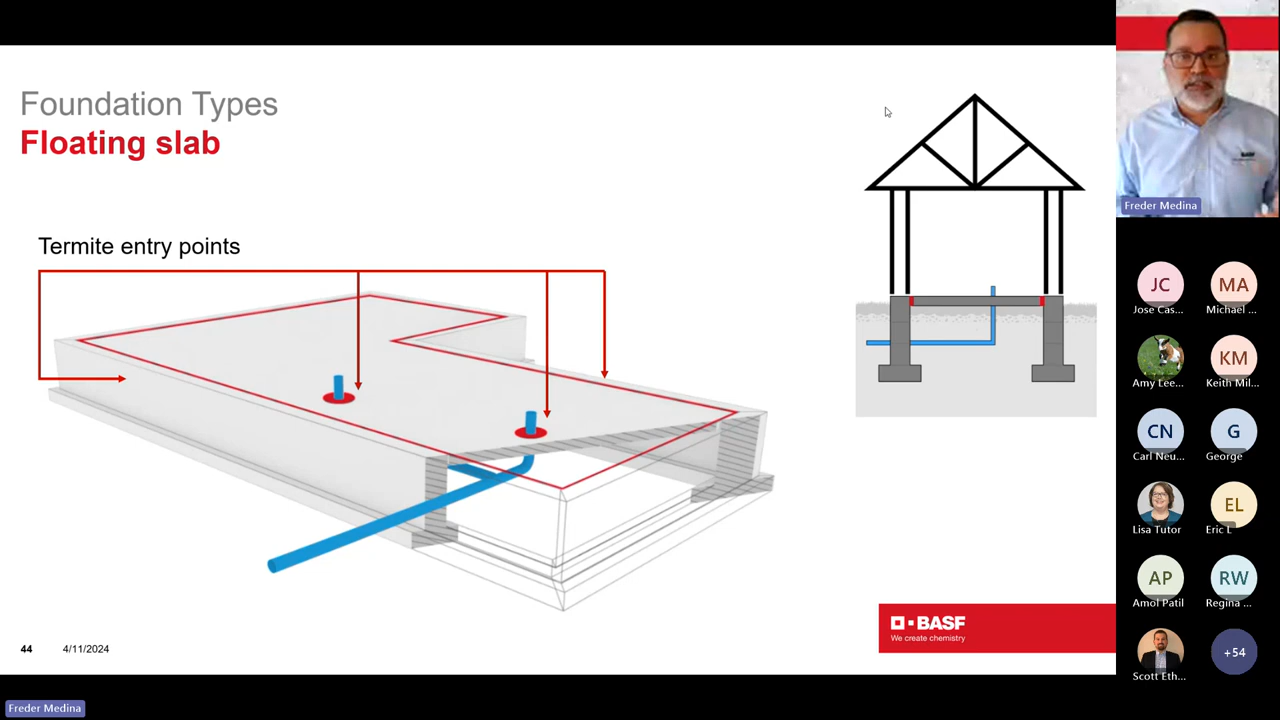 Foundation Types
Floating slab
Termite entry points
BASF
We create chemistry
44
4/11/2024
Freder Medina
Freder Medina
JC
MA
Jose Cas...
Michael ...
KM
Amy Lee...
Keith Mil...
CN
G
Carl Neu...
George
EL
Lisa Tutor
Eric L
AP
RW
Amol Patil
Regina ...
+54
Scott Eth...